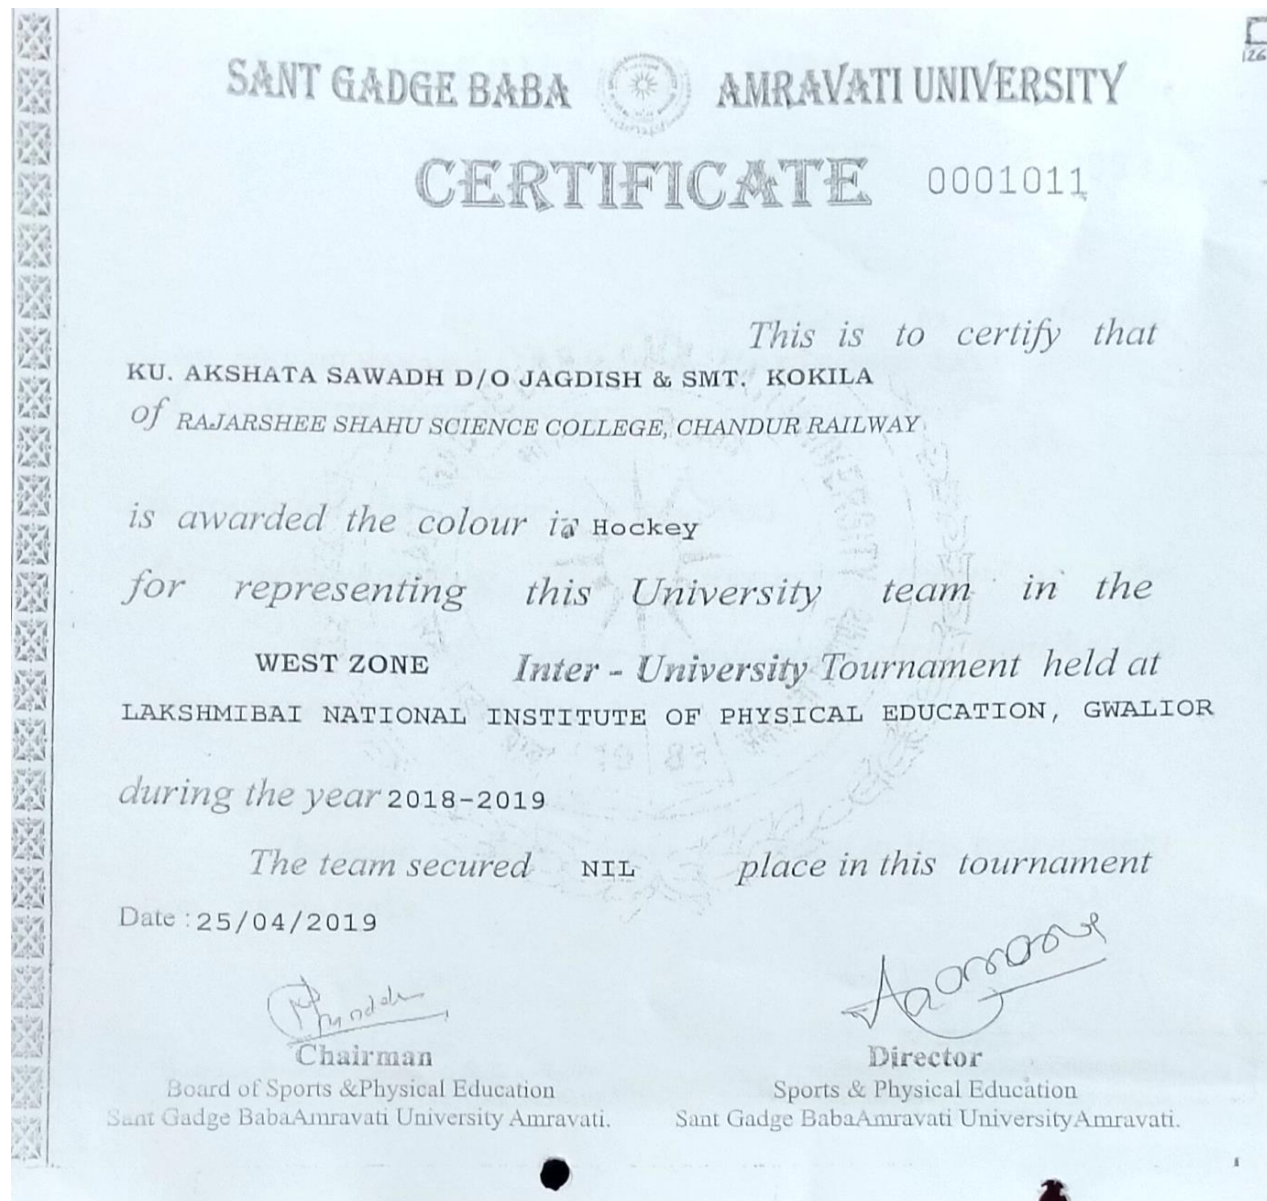 126
SANT GADGE BABA AMRAVATI UNIVERSITY
CERTIFICATE 0001011
This is to certify that
KU. AKSHATA SAWADH D/O JAGDISH & SMT. KOKILA
of RAJARSHEE SHAHU SCIENCE COLLEGE, CHANDUR RAILWAY
is awarded the colour in Hockey
for representing this University team in the
WEST ZONE Inter - University Tournament held at
LAKSHMIBAI NATIONAL INSTITUTE OF PHYSICAL EDUCATION, GWALIOR
during the year 2018-2019
The team secured NIL place in this tournament
Date : 25/04/2019
Chairman Director
Board of Sports &Physical Education Sports & Physical Education
Sant Gadge BabaAmravati University Amravati. Sant Gadge BabaAmravati UniversityAmravati.